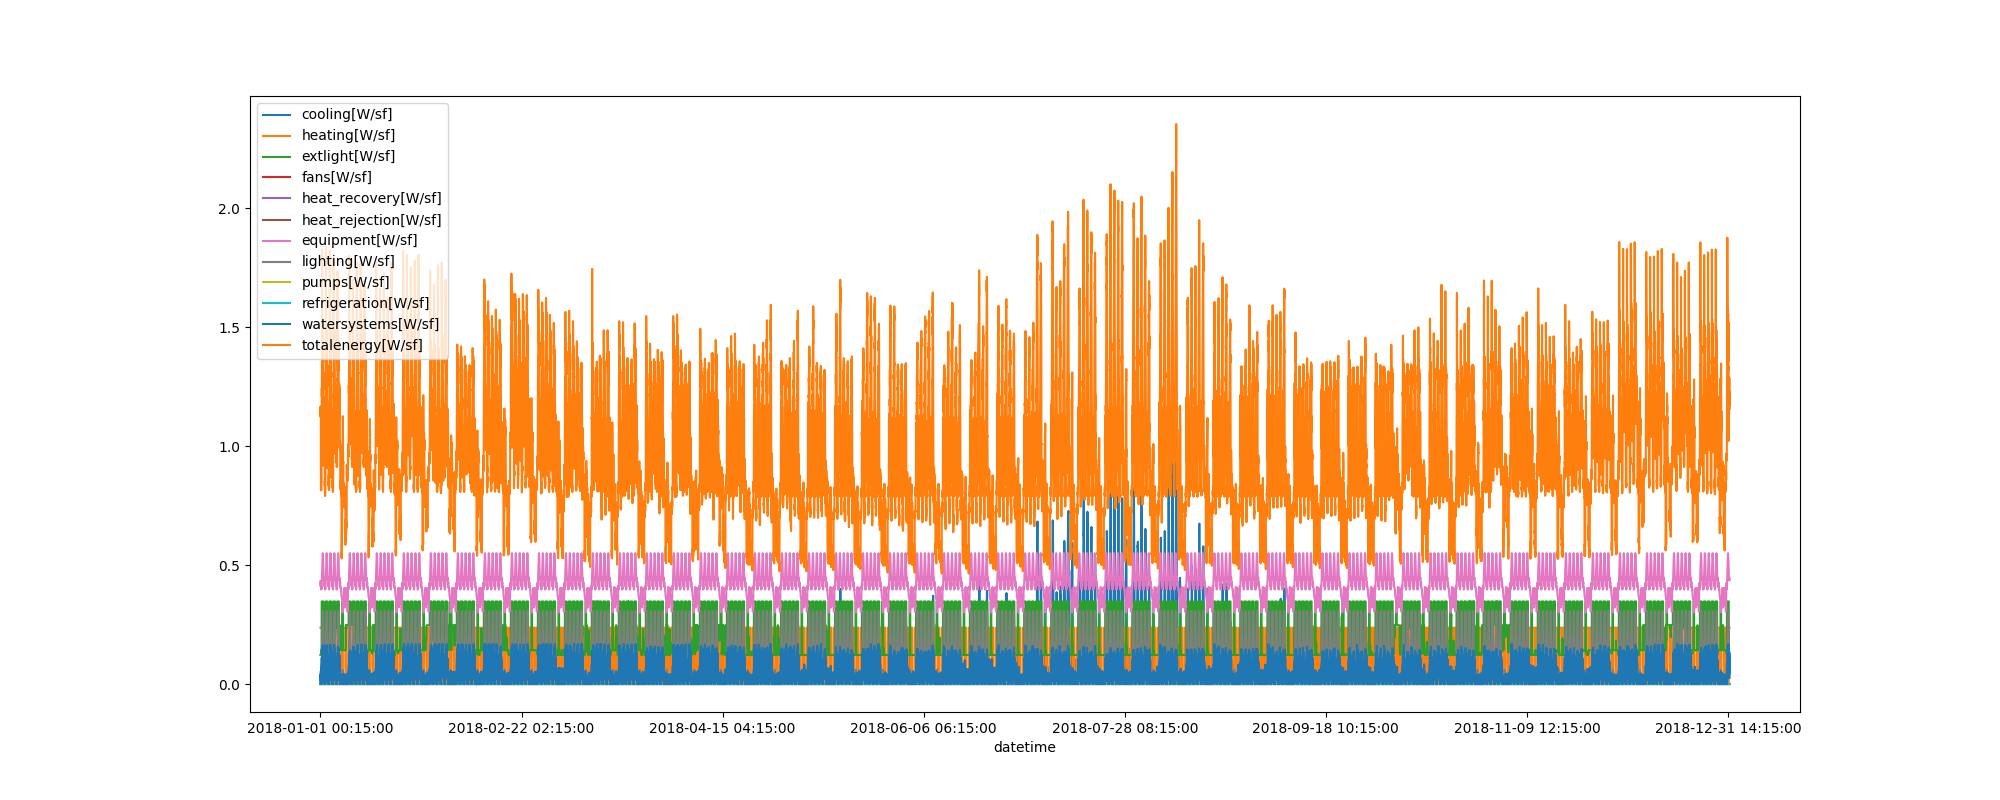 cooling[W/sf]
heating[W/sf]
extlight[W/sf]
fans[W/sf]
heat_recovery[W/sf]
heat_rejection[W/sf]
equipment[W/sf]
lighting[W/sf]
pumps[W/sf]
refrigeration[W/sf]
watersystems[W/sf]
totalenergy[W/sf]
2.0
1.5
1.0
0.5
0.0
2018-01-01 00:15:00 2018-02-22 02:15:00 2018-04-15 04:15:00 2018-06-06 06:15:00 2018-07-28 08:15:00 2018-09-18 10:15:00 2018-11-09 12:15:00 2018-12-31 14:15:00
datetime